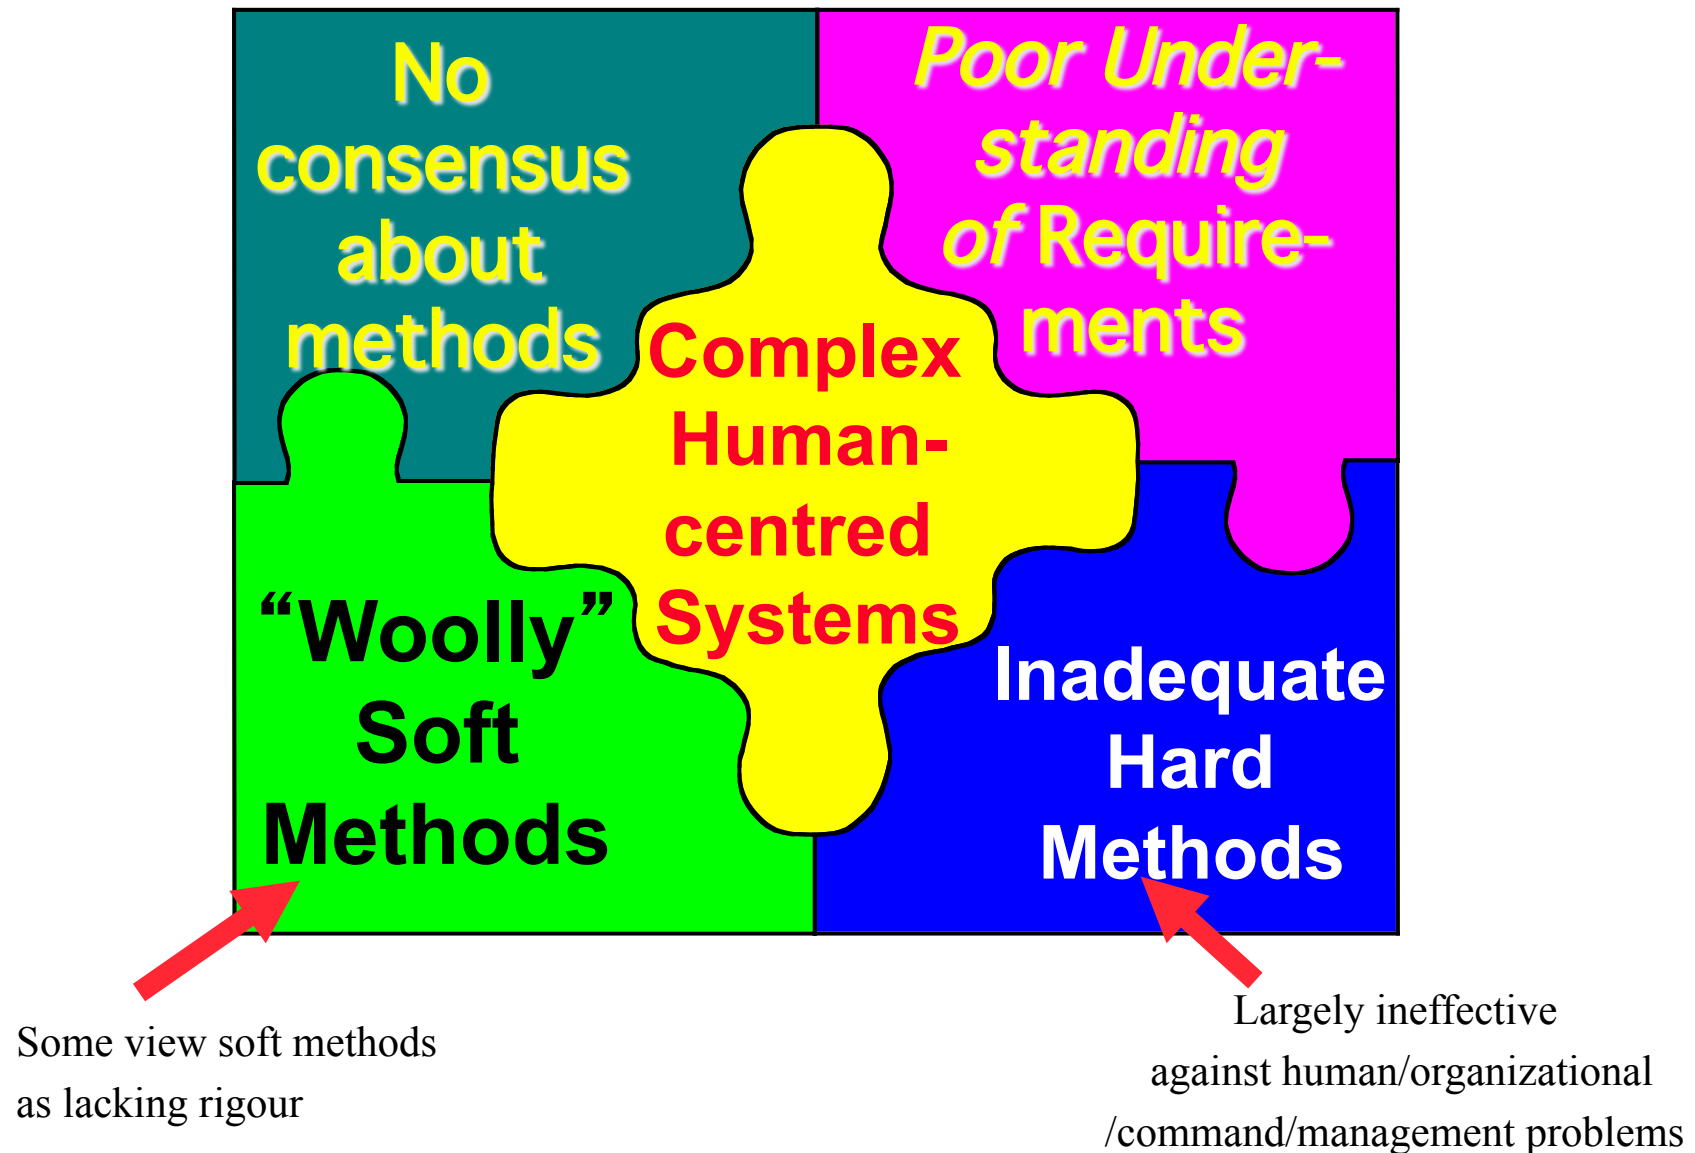 No
consensus
about
methods
Poor Under-
standing
of Require-
ments
Complex
Human-
centred
Systems
“Woolly”
Soft
Methods
Inadequate
Hard
Methods
Some view soft methods
as lacking rigour
Largely ineffective
against human/organizational
/command/management problems